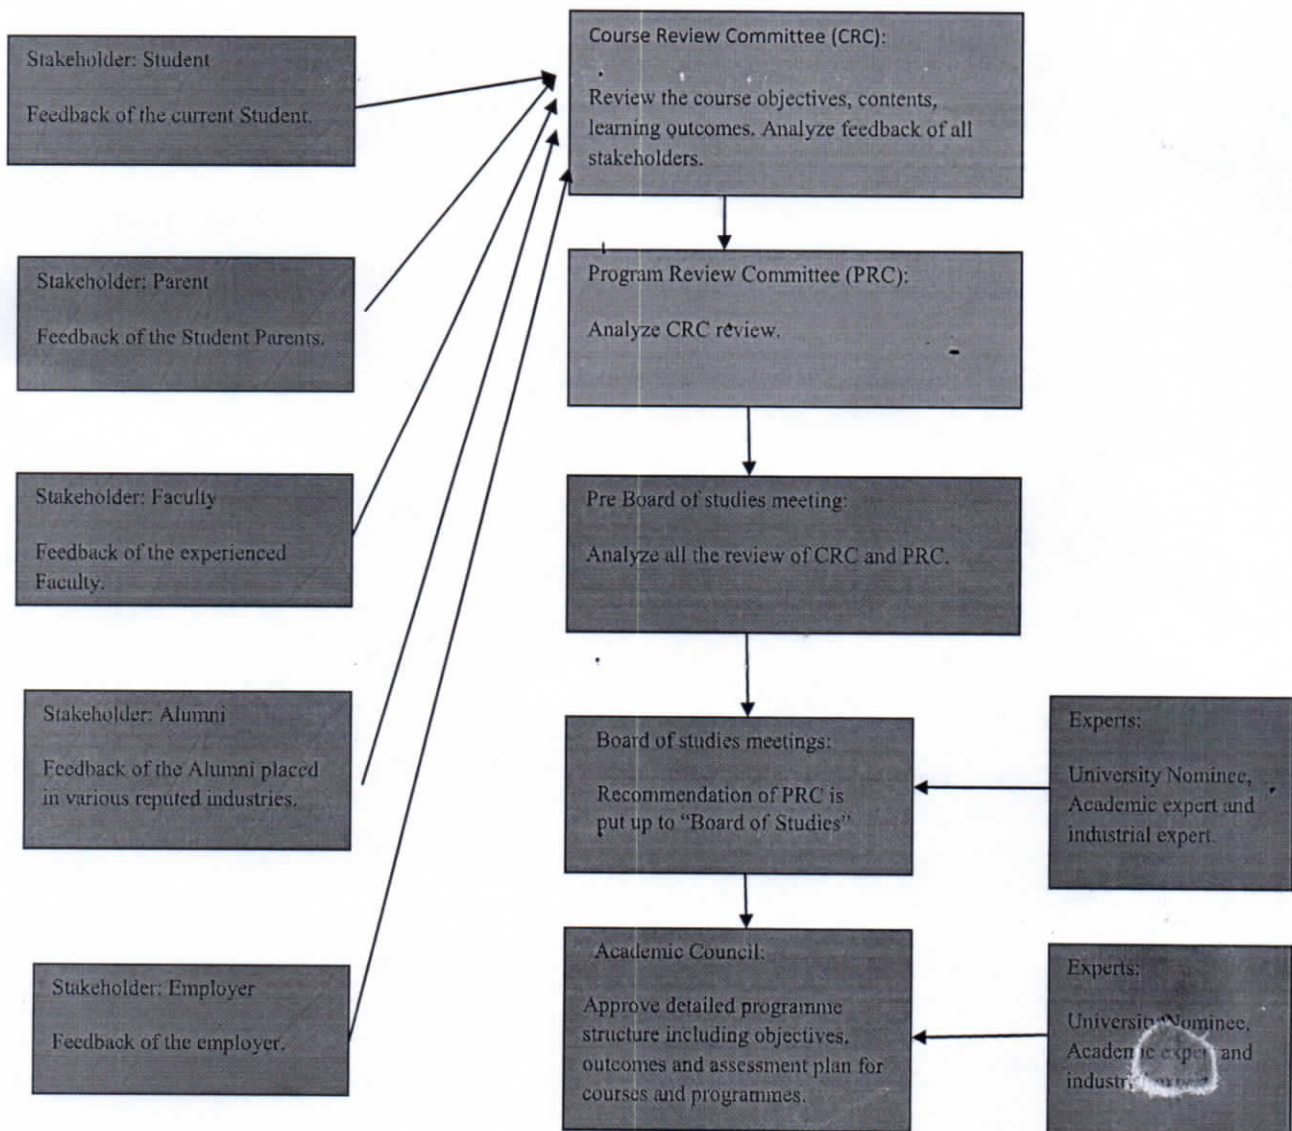 Stakeholder: Student
Feedback of the current Student.
Stakeholder: Parent
Feedback of the Student Parents.
Stakeholder: Faculty
Feedback of the experienced
Faculty.
Stakeholder: Alumni
Feedback of the Alumni placed
in various reputed industries.
Stakeholder: Employer
Feedback of the employer.
Course Review Committee (CRC):
Review the course objectives, contents,
learning outcomes. Analyze feedback of all
stakeholders.
Program Review Committee (PRC):
Analyze CRC review.
Pre Board of studies meeting:
Analyze all the review of CRC and PRC.
Board of studies meetings:
Recommendation of PRC is
put up to “Board of Studies”
Experts:
University Nominee,
Academic expert and
industrial expert.
Academic Council:
Approve detailed programme
structure including objectives,
outcomes and assessment plan for
courses and programmes.
Experts:
University Nominee,
Academic expert and
industrial expert